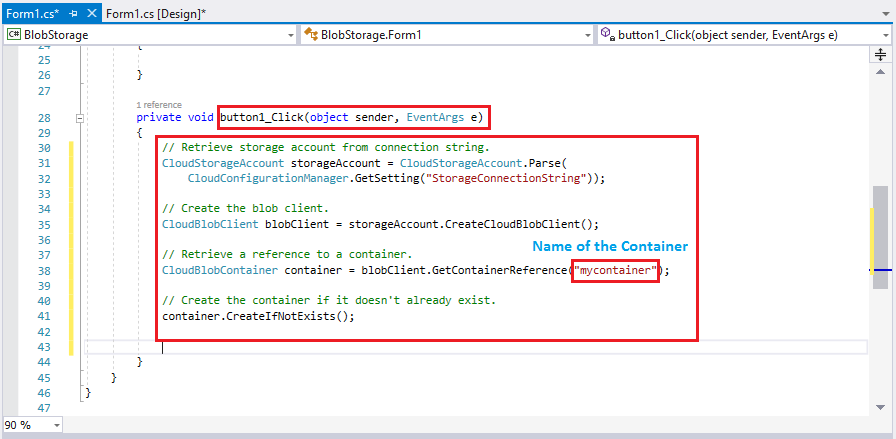 Form1.cs* Form1.cs [Design]*
C# BlobStorage BlobStorage.Form1 button1_Click(object sender, EventArgs e)
24 {
25
26 }
27
1 reference
28 private void button1_Click(object sender, EventArgs e)
29 {
30 // Retrieve storage account from connection string.
31 CloudStorageAccount storageAccount = CloudStorageAccount.Parse(
32 CloudConfigurationManager.GetSetting("StorageConnectionString"));
33
34 // Create the blob client.
35 CloudBlobClient blobClient = storageAccount.CreateCloudBlobClient();
36
Name of the Container
37 // Retrieve a reference to a container.
38 CloudBlobContainer container = blobClient.GetContainerReference("mycontainer");
39
40 // Create the container if it doesn't already exist.
41 container.CreateIfNotExists();
42
43
44 }
45 }
46 }
47
90 %